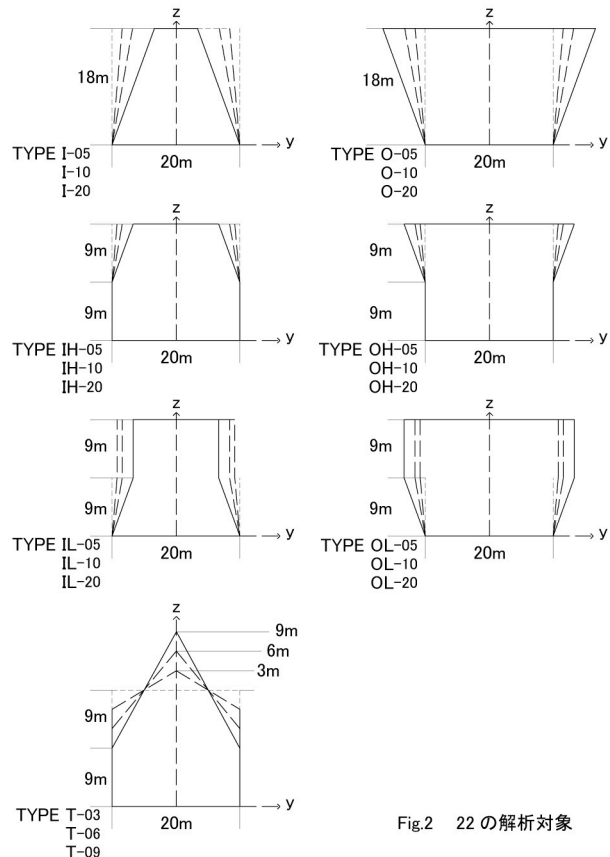 z
18m
y
20m
TYPE I-05
I-10
I-20
z
18m
y
20m
TYPE O-05
O-10
O-20
z
9m
9m
y
20m
TYPE IH-05
IH-10
IH-20
z
9m
9m
y
20m
TYPE OH-05
OH-10
OH-20
z
9m
9m
y
20m
TYPE IL-05
IL-10
IL-20
z
9m
9m
y
20m
TYPE OL-05
OL-10
OL-20
z
9m
6m
3m
9m
9m
y
20m
TYPE T-03
T-06
T-09
Fig.2 22 の解析対象